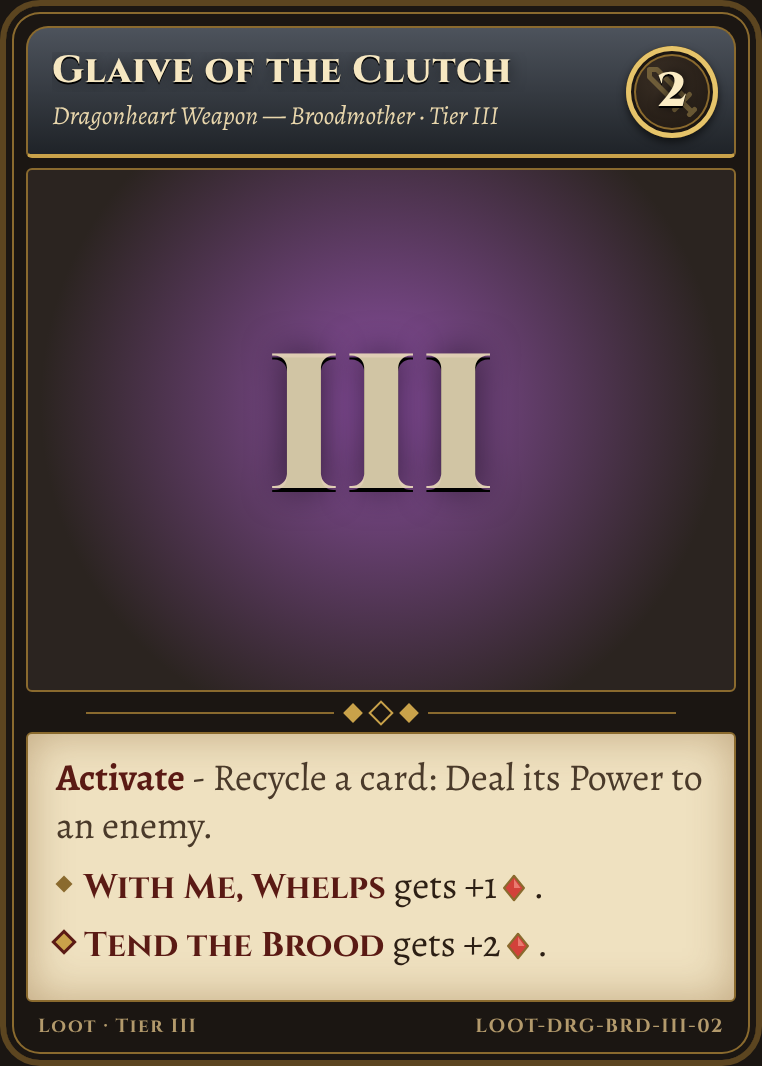 Glaive of the Clutch
Dragonheart Weapon — Broodmother · Tier III
2
III
Activate - Recycle a card: Deal its Power to
an enemy.
With Me, Whelps gets +1 .
Tend the Brood gets +2 .
Loot · Tier III
LOOT-DRG-BRD-III-02